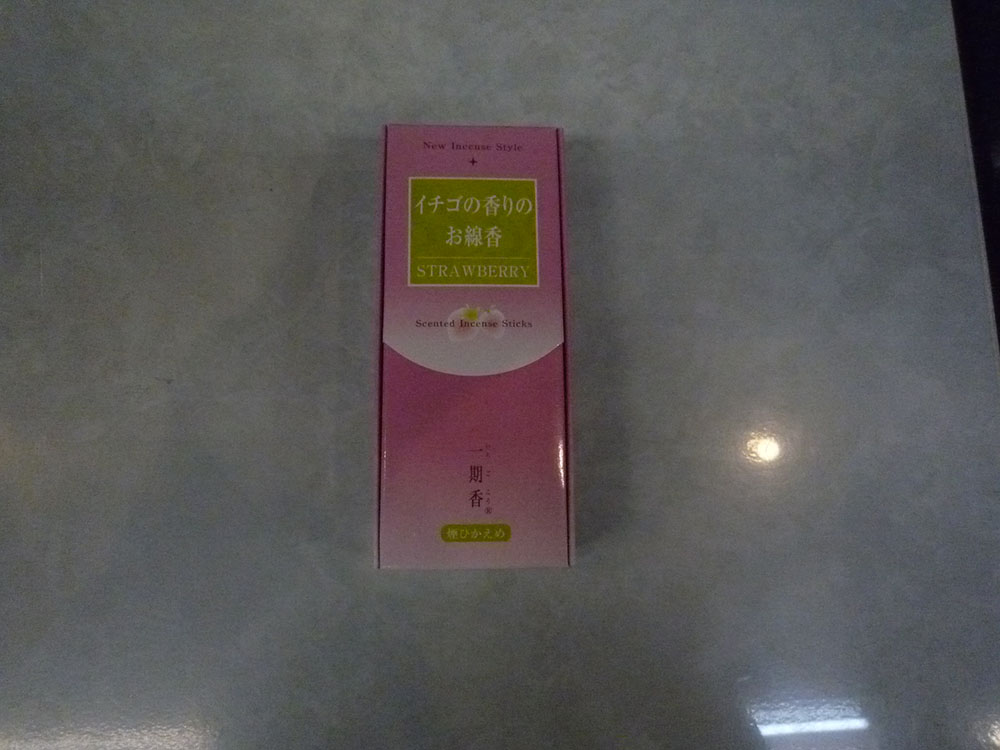 New Incense Style
イチゴの香りの
お線香
STRAWBERRY
Scented Incense Sticks
一期香
煙ひかえめ